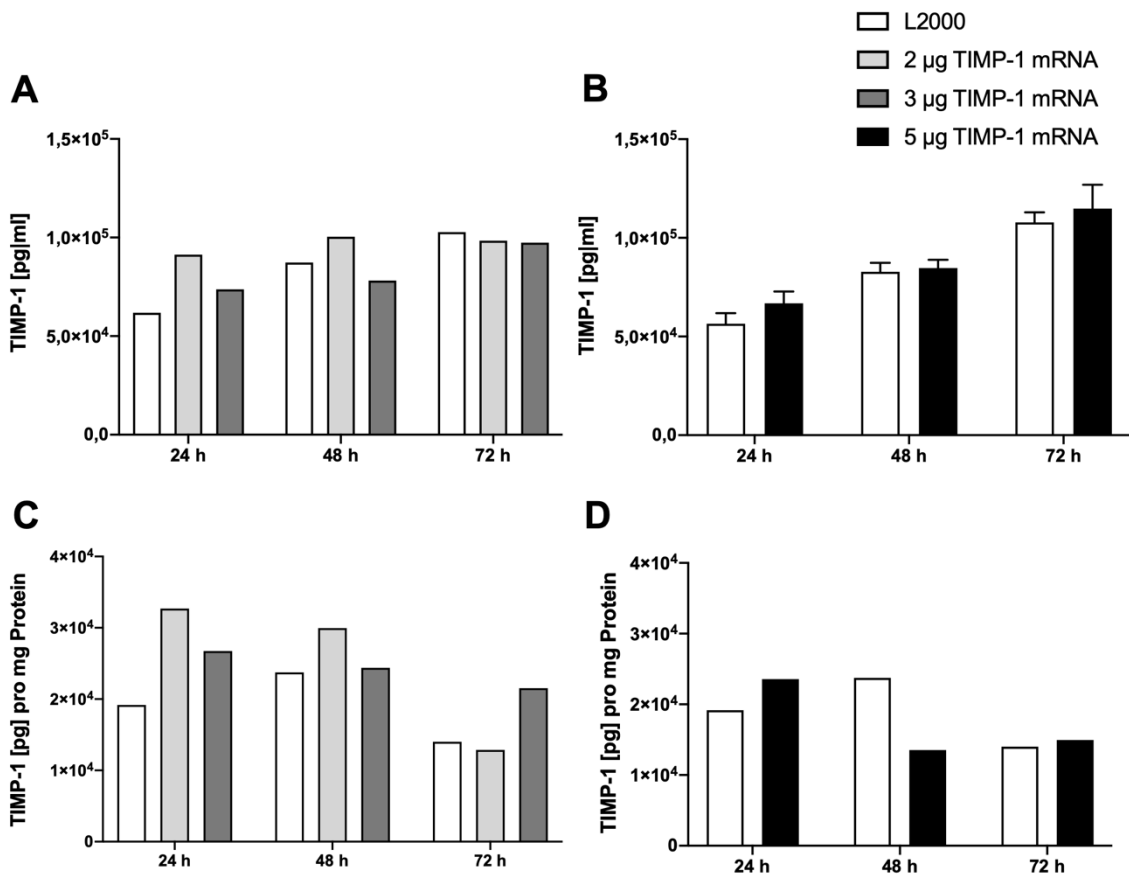 L2000
2 µg TIMP-1 mRNA
3 µg TIMP-1 mRNA
5 µg TIMP-1 mRNA
A
TIMP-1 [pg|ml]
1,5×10⁵
1,0×10⁵
5,0×10⁴
0,0
24 h 48 h 72 h
B
TIMP-1 [pg|ml]
1,5×10⁵
1,0×10⁵
5,0×10⁴
0,0
24 h 48 h 72 h
C
TIMP-1 [pg] pro mg Protein
4×10⁴
3×10⁴
2×10⁴
1×10⁴
0
24 h 48 h 72 h
D
TIMP-1 [pg] pro mg Protein
4×10⁴
3×10⁴
2×10⁴
1×10⁴
0
24 h 48 h 72 h